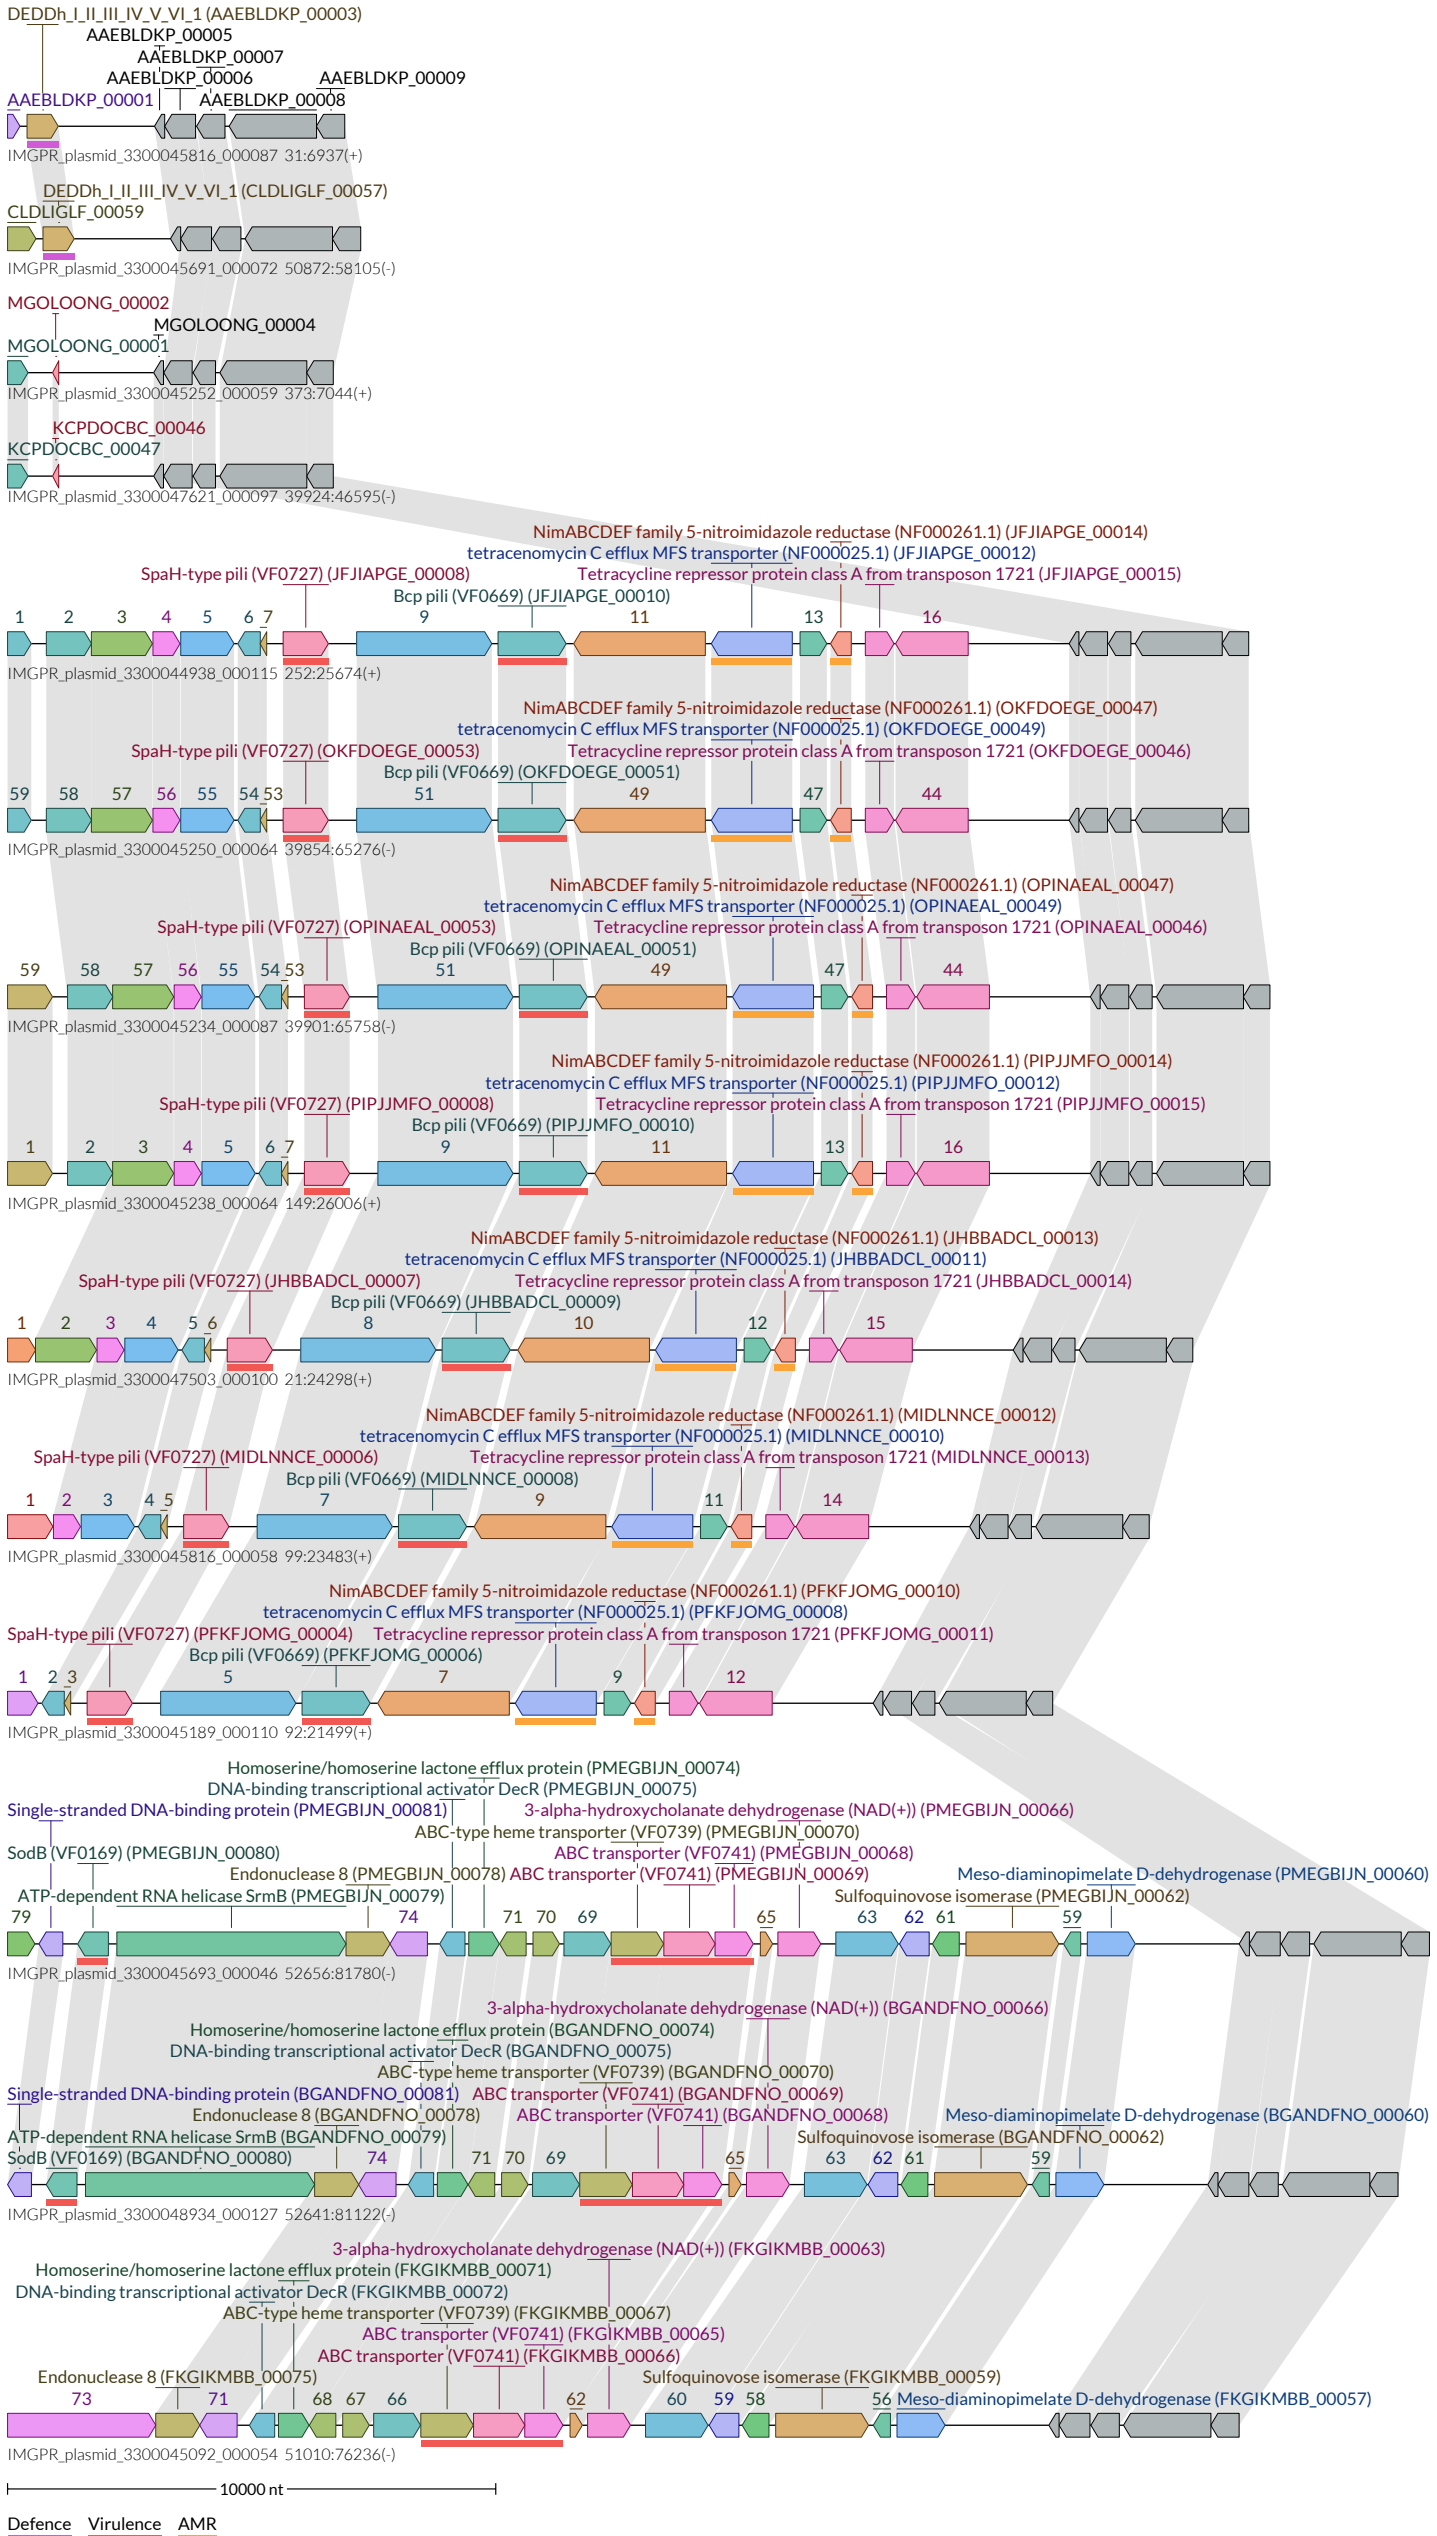 DEDDh_I_II_III_IV_V_VI_1 (AAEBLDKP_00003)
AAEBLDKP_00005
AAEBLDKP_00007
AAEBLDKP_00006 AAEBLDKP_00009
AAEBLDKP_00001 AAEBLDKP_00008
IMGPR_plasmid_3300045816_000087 31:6937(+)
DEDDh_I_II_III_IV_V_VI_1 (CLDLIGLF_00057)
CLDLIGLF_00059
IMGPR_plasmid_3300045691_000072 50872:58105(-)
MGOLOONG_00002
MGOLOONG_00004
MGOLOONG_00001
IMGPR_plasmid_3300045252_000059 373:7044(+)
KCPDOCBC_00046
KCPDOCBC_00047
IMGPR_plasmid_3300047621_000097 39924:46595(-)
NimABCDEF family 5-nitroimidazole reductase (NF000261.1) (JFJIAPGE_00014)
tetracenomycin C efflux MFS transporter (NF000025.1) (JFJIAPGE_00012)
SpaH-type pili (VF0727) (JFJIAPGE_00008) Tetracycline repressor protein class A from transposon 1721 (JFJIAPGE_00015)
Bcp pili (VF0669) (JFJIAPGE_00010)
1 2 3 4 5 6 7 9 11 13 16
IMGPR_plasmid_3300044938_000115 252:25674(+)
NimABCDEF family 5-nitroimidazole reductase (NF000261.1) (OKFDOEGE_00047)
tetracenomycin C efflux MFS transporter (NF000025.1) (OKFDOEGE_00049)
SpaH-type pili (VF0727) (OKFDOEGE_00053) Tetracycline repressor protein class A from transposon 1721 (OKFDOEGE_00046)
Bcp pili (VF0669) (OKFDOEGE_00051)
59 58 57 56 55 54 53 51 49 47 44
IMGPR_plasmid_3300045250_000064 39854:65276(-)
NimABCDEF family 5-nitroimidazole reductase (NF000261.1) (OPINAEAL_00047)
tetracenomycin C efflux MFS transporter (NF000025.1) (OPINAEAL_00049)
SpaH-type pili (VF0727) (OPINAEAL_00053) Tetracycline repressor protein class A from transposon 1721 (OPINAEAL_00046)
Bcp pili (VF0669) (OPINAEAL_00051)
59 58 57 56 55 54 53 51 49 47 44
IMGPR_plasmid_3300045234_000087 39901:65758(-)
NimABCDEF family 5-nitroimidazole reductase (NF000261.1) (PIPJJMFO_00014)
tetracenomycin C efflux MFS transporter (NF000025.1) (PIPJJMFO_00012)
SpaH-type pili (VF0727) (PIPJJMFO_00008) Tetracycline repressor protein class A from transposon 1721 (PIPJJMFO_00015)
Bcp pili (VF0669) (PIPJJMFO_00010)
1 2 3 4 5 6 7 9 11 13 16
IMGPR_plasmid_3300045238_000064 149:26006(+)
NimABCDEF family 5-nitroimidazole reductase (NF000261.1) (JHBBADCL_00013)
tetracenomycin C efflux MFS transporter (NF000025.1) (JHBBADCL_00011)
SpaH-type pili (VF0727) (JHBBADCL_00007) Tetracycline repressor protein class A from transposon 1721 (JHBBADCL_00014)
Bcp pili (VF0669) (JHBBADCL_00009)
1 2 3 4 5 6 8 10 12 15
IMGPR_plasmid_3300047503_000100 21:24298(+)
NimABCDEF family 5-nitroimidazole reductase (NF000261.1) (MIDLNNCE_00012)
tetracenomycin C efflux MFS transporter (NF000025.1) (MIDLNNCE_00010)
SpaH-type pili (VF0727) (MIDLNNCE_00006) Tetracycline repressor protein class A from transposon 1721 (MIDLNNCE_00013)
Bcp pili (VF0669) (MIDLNNCE_00008)
1 2 3 4 5 7 9 11 14
IMGPR_plasmid_3300045816_000058 99:23483(+)
NimABCDEF family 5-nitroimidazole reductase (NF000261.1) (PFKFJOMG_00010)
tetracenomycin C efflux MFS transporter (NF000025.1) (PFKFJOMG_00008)
SpaH-type pili (VF0727) (PFKFJOMG_00004) Tetracycline repressor protein class A from transposon 1721 (PFKFJOMG_00011)
Bcp pili (VF0669) (PFKFJOMG_00006)
1 2 3 5 7 9 12
IMGPR_plasmid_3300045189_000110 92:21499(+)
Homoserine/homoserine lactone efflux protein (PMEGBIJN_00074)
DNA-binding transcriptional activator DecR (PMEGBIJN_00075)
Single-stranded DNA-binding protein (PMEGBIJN_00081) 3-alpha-hydroxycholanate dehydrogenase (NAD(+)) (PMEGBIJN_00066)
ABC-type heme transporter (VF0739) (PMEGBIJN_00070)
SodB (VF0169) (PMEGBIJN_00080) ABC transporter (VF0741) (PMEGBIJN_00068)
Endonuclease 8 (PMEGBIJN_00078) ABC transporter (VF0741) (PMEGBIJN_00069) Meso-diaminopimelate D-dehydrogenase (PMEGBIJN_00060)
ATP-dependent RNA helicase SrmB (PMEGBIJN_00079) Sulfoquinovose isomerase (PMEGBIJN_00062)
79 74 71 70 69 65 63 62 61 59
IMGPR_plasmid_3300045693_000046 52656:81780(-)
3-alpha-hydroxycholanate dehydrogenase (NAD(+)) (BGANDFNO_00066)
Homoserine/homoserine lactone efflux protein (BGANDFNO_00074)
DNA-binding transcriptional activator DecR (BGANDFNO_00075)
ABC-type heme transporter (VF0739) (BGANDFNO_00070)
Single-stranded DNA-binding protein (BGANDFNO_00081) ABC transporter (VF0741) (BGANDFNO_00069)
Endonuclease 8 (BGANDFNO_00078) ABC transporter (VF0741) (BGANDFNO_00068) Meso-diaminopimelate D-dehydrogenase (BGANDFNO_00060)
ATP-dependent RNA helicase SrmB (BGANDFNO_00079) Sulfoquinovose isomerase (BGANDFNO_00062)
SodB (VF0169) (BGANDFNO_00080) 74 71 70 69 65 63 62 61 59
IMGPR_plasmid_3300048934_000127 52641:81122(-)
3-alpha-hydroxycholanate dehydrogenase (NAD(+)) (FKGIKMBB_00063)
Homoserine/homoserine lactone efflux protein (FKGIKMBB_00071)
DNA-binding transcriptional activator DecR (FKGIKMBB_00072)
ABC-type heme transporter (VF0739) (FKGIKMBB_00067)
ABC transporter (VF0741) (FKGIKMBB_00065)
ABC transporter (VF0741) (FKGIKMBB_00066)
Endonuclease 8 (FKGIKMBB_00075) Sulfoquinovose isomerase (FKGIKMBB_00059)
73 71 68 67 66 62 60 59 58 56 Meso-diaminopimelate D-dehydrogenase (FKGIKMBB_00057)
IMGPR_plasmid_3300045092_000054 51010:76236(-)
10000 nt
Defence Virulence AMR